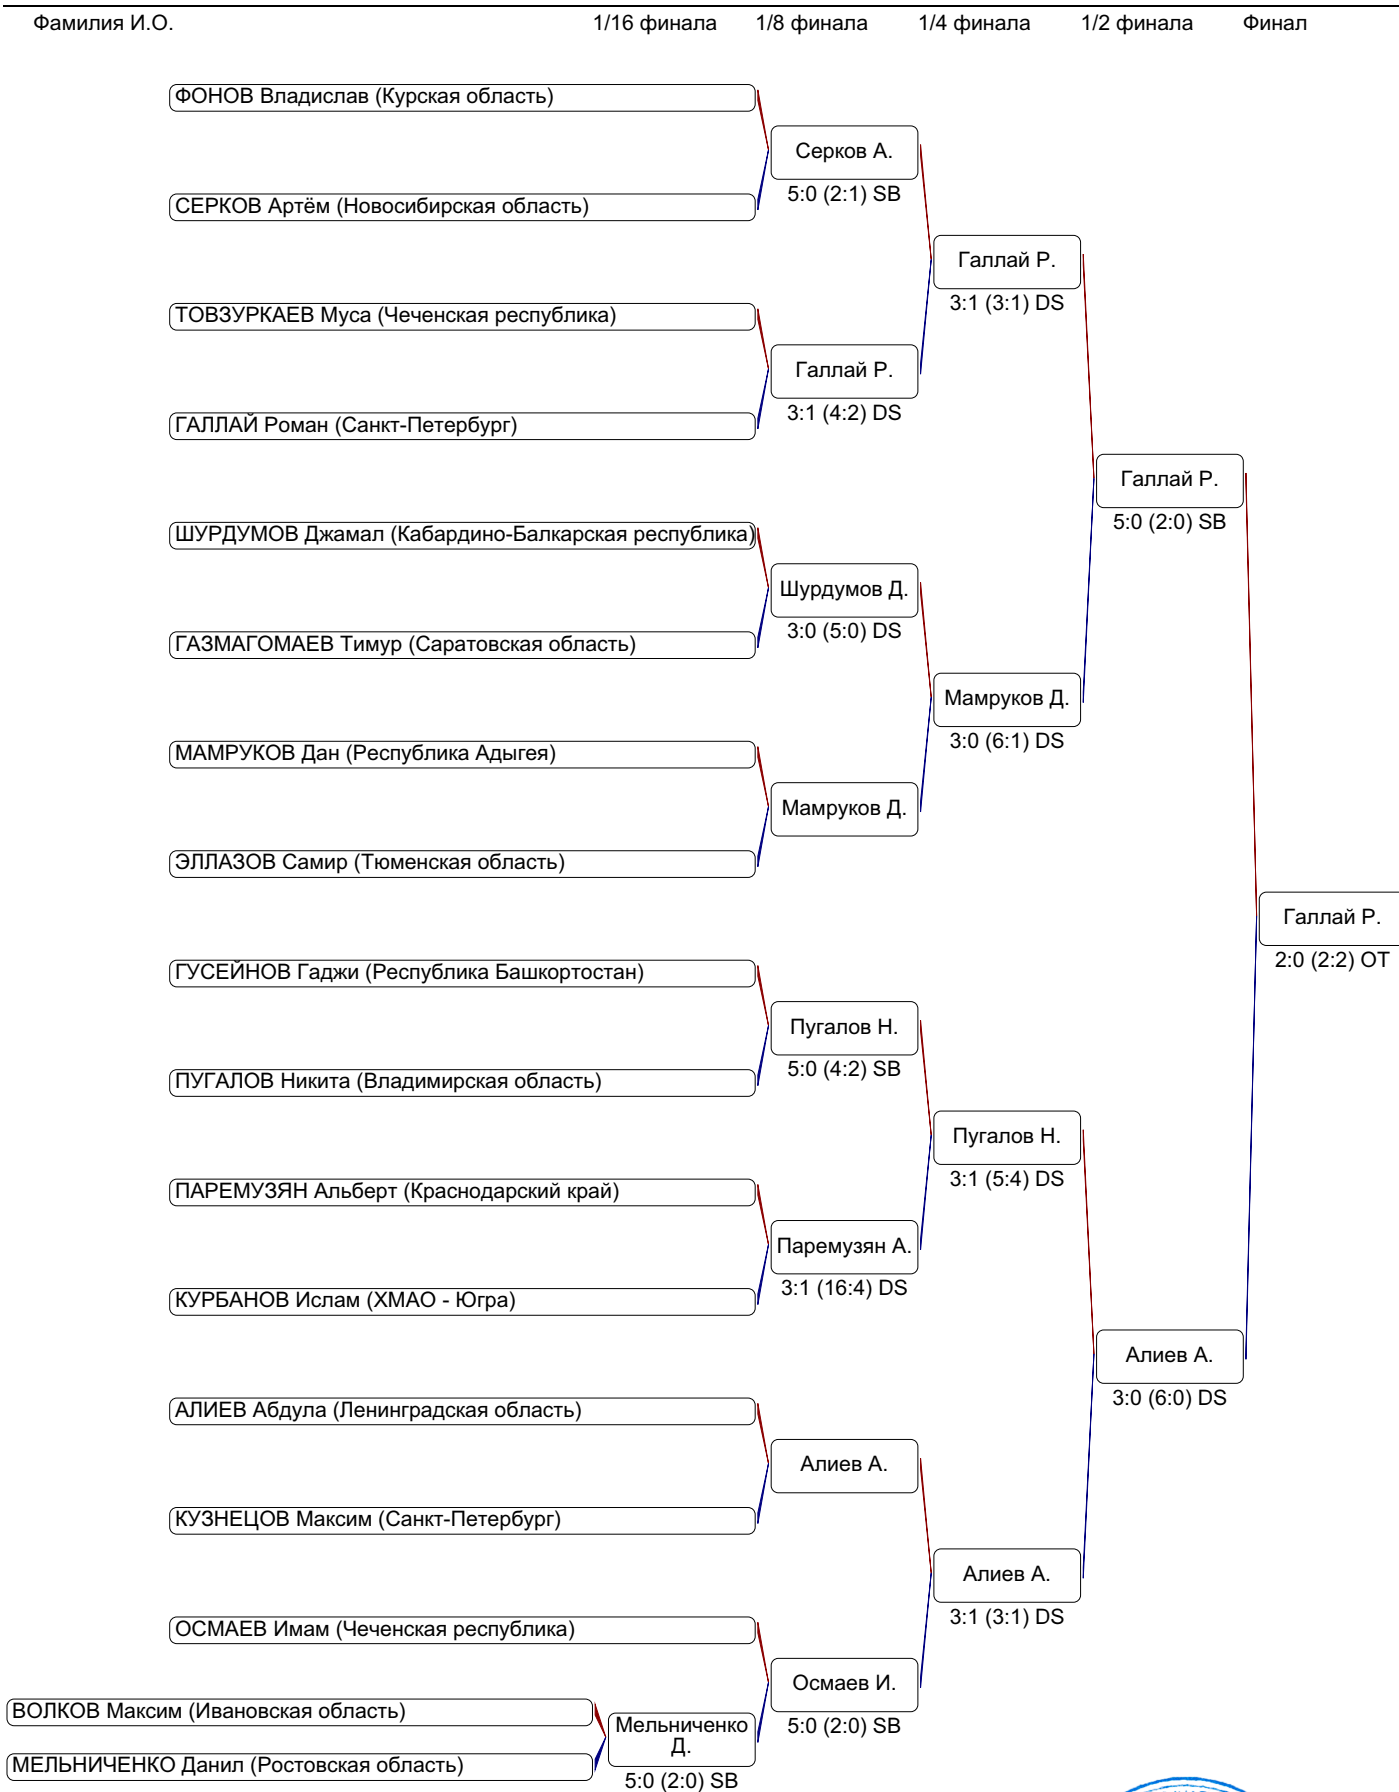 Фамилия И.О. 1/16 финала 1/8 финала 1/4 финала 1/2 финала Финал
ФОНОВ Владислав (Курская область)
Серков А.
5:0 (2:1) SB
СЕРКОВ Артём (Новосибирская область)
Галлай Р.
3:1 (3:1) DS
ТОВЗУРКАЕВ Муса (Чеченская республика)
Галлай Р.
3:1 (4:2) DS
ГАЛЛАЙ Роман (Санкт-Петербург)
Галлай Р.
5:0 (2:0) SB
ШУРДУМОВ Джамал (Кабардино-Балкарская республика)
Шурдумов Д.
3:0 (5:0) DS
ГАЗМАГОМАЕВ Тимур (Саратовская область)
Мамруков Д.
3:0 (6:1) DS
МАМРУКОВ Дан (Республика Адыгея)
Мамруков Д.
ЭЛЛАЗОВ Самир (Тюменская область)
Галлай Р.
2:0 (2:2) OT
ГУСЕЙНОВ Гаджи (Республика Башкортостан)
Пугалов Н.
5:0 (4:2) SB
ПУГАЛОВ Никита (Владимирская область)
Пугалов Н.
3:1 (5:4) DS
ПАРЕМУЗЯН Альберт (Краснодарский край)
Паремузян А.
3:1 (16:4) DS
КУРБАНОВ Ислам (ХМАО - Югра)
Алиев А.
3:0 (6:0) DS
АЛИЕВ Абдула (Ленинградская область)
Алиев А.
КУЗНЕЦОВ Максим (Санкт-Петербург)
Алиев А.
3:1 (3:1) DS
ОСМАЕВ Имам (Чеченская республика)
Осмаев И.
5:0 (2:0) SB
ВОЛКОВ Максим (Ивановская область)
Мельниченко
Д.
5:0 (2:0) SB
МЕЛЬНИЧЕНКО Данил (Ростовская область)